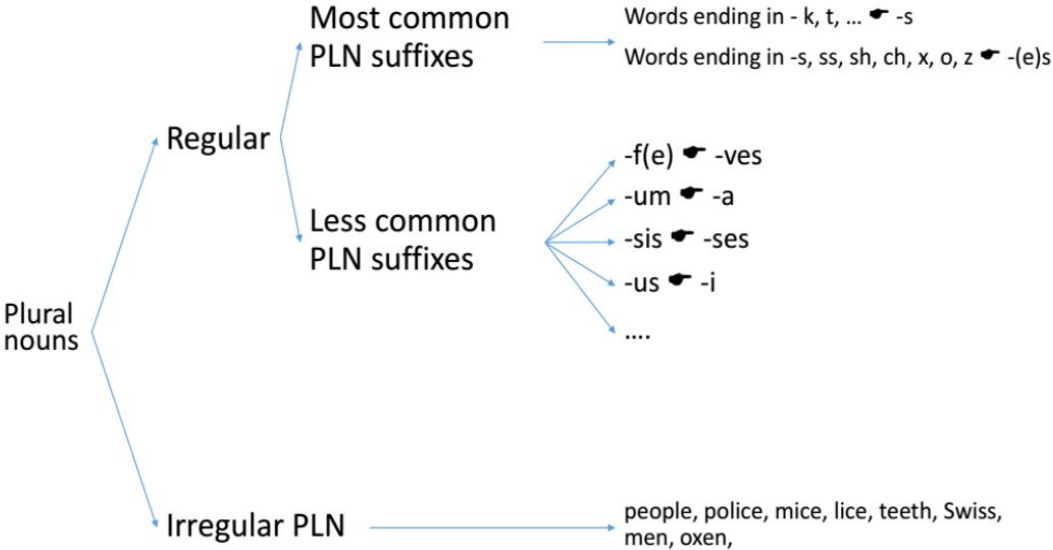 Most common
PLN suffixes
Words ending in - k, t, ... ☛ -s
Words ending in -s, ss, sh, ch, x, o, z ☛ -(e)s
Regular
-f(e) ☛ -ves
-um ☛ -a
Less common
PLN suffixes
-sis ☛ -ses
-us ☛ -i
....
Plural
nouns
Irregular PLN
people, police, mice, lice, teeth, Swiss,
men, oxen,